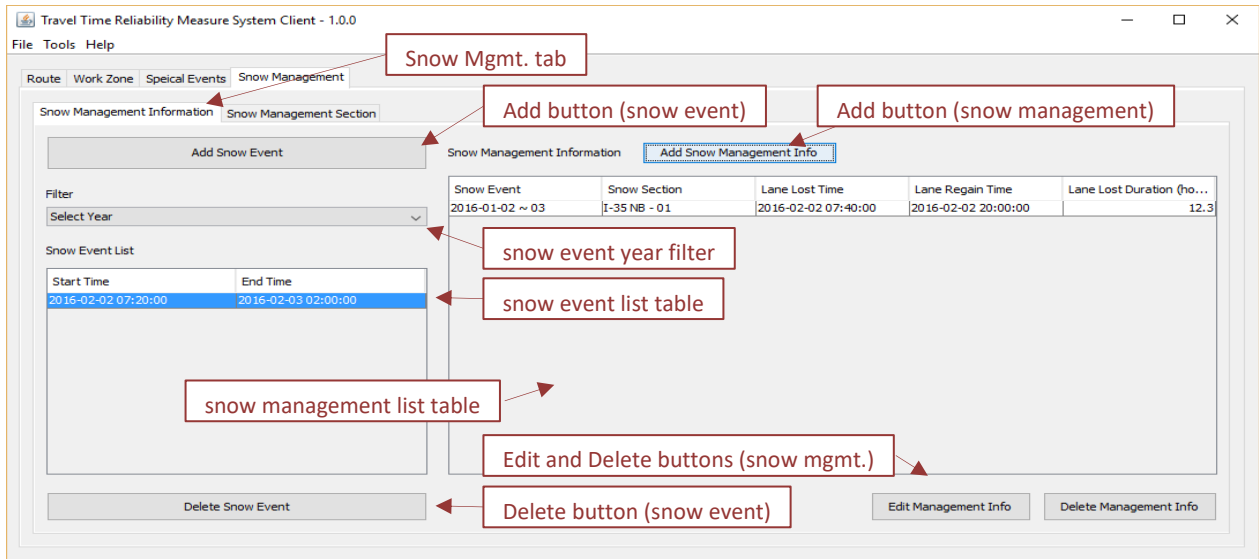 Travel Time Reliability Measure System Client - 1.0.0
File Tools Help
Snow Mgmt. tab
Route Work Zone Speical Events Snow Management
Snow Management Information Snow Management Section
Add button (snow event)
Add button (snow management)
Add Snow Event
Snow Management Information
Add Snow Management Info
Filter
Select Year
snow event year filter
Snow Event List
Start Time End Time
2016-02-02 07:20:00 2016-02-03 02:00:00
snow event list table
Snow Event Snow Section Lane Lost Time Lane Regain Time Lane Lost Duration (ho...
2016-01-02 ~ 03 I-35 NB - 01 2016-02-02 07:40:00 2016-02-02 20:00:00 12.3
snow management list table
Edit and Delete buttons (snow mgmt.)
Delete Snow Event
Delete button (snow event)
Edit Management Info
Delete Management Info